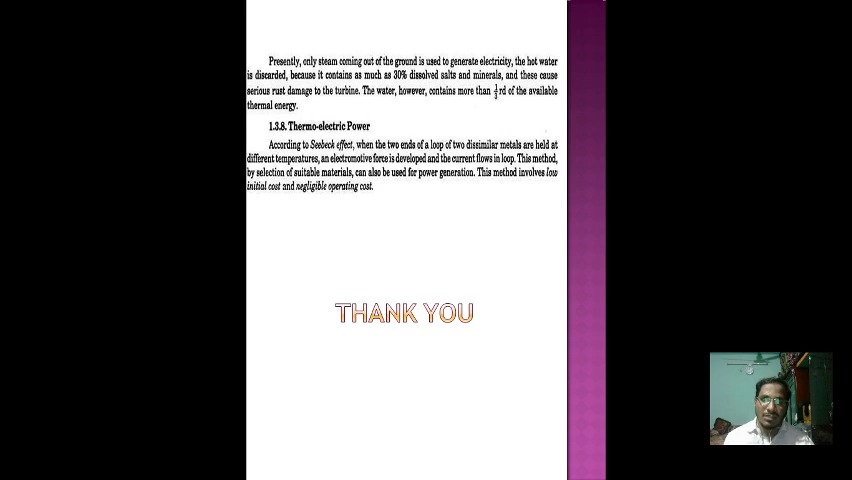 Presently, only steam coming out of the ground is used to generate electricity, the hot water
is discarded, because it contains as much as 30% dissolved salts and minerals, and these cause
serious rust damage to the turbine. The water, however, contains more than 1/3 rd of the available
thermal energy.
1.3.8. Thermo-electric Power
According to Seebeck effect, when the two ends of a loop of two dissimilar metals are held at
different temperatures, an electromotive force is developed and the current flows in loop. This method,
by selection of suitable materials, can also be used for power generation. This method involves low
initial cost and negligible operating cost.
THANK YOU